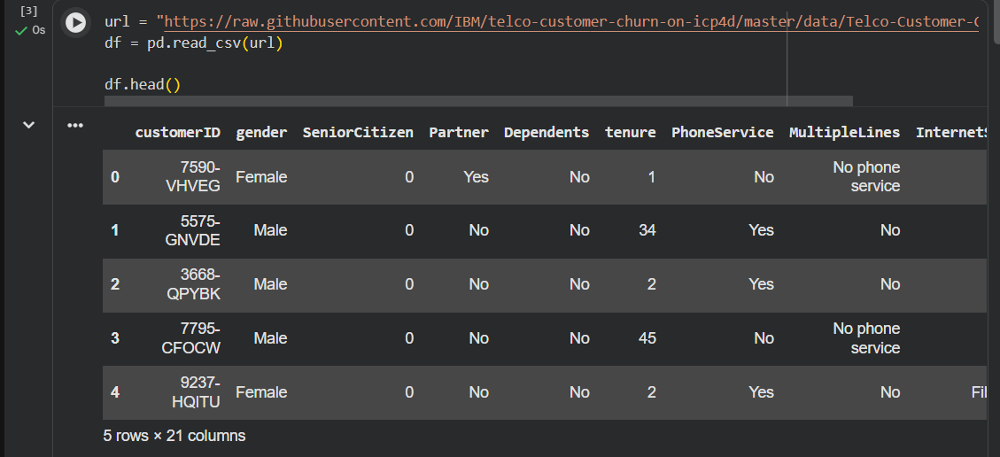 [3]
0s
url = "https://raw.githubusercontent.com/IBM/telco-customer-churn-on-icp4d/master/data/Telco-Customer-C
df = pd.read_csv(url)
df.head()
customerID gender SeniorCitizen Partner Dependents tenure PhoneService MultipleLines InternetS
0 7590-VHVEG Female 0 Yes No 1 No No phone service
1 5575-GNVDE Male 0 No No 34 Yes No
2 3668-QPYBK Male 0 No No 2 Yes No
3 7795-CFOCW Male 0 No No 45 No No phone service
4 9237-HQITU Female 0 No No 2 Yes No
5 rows × 21 columns